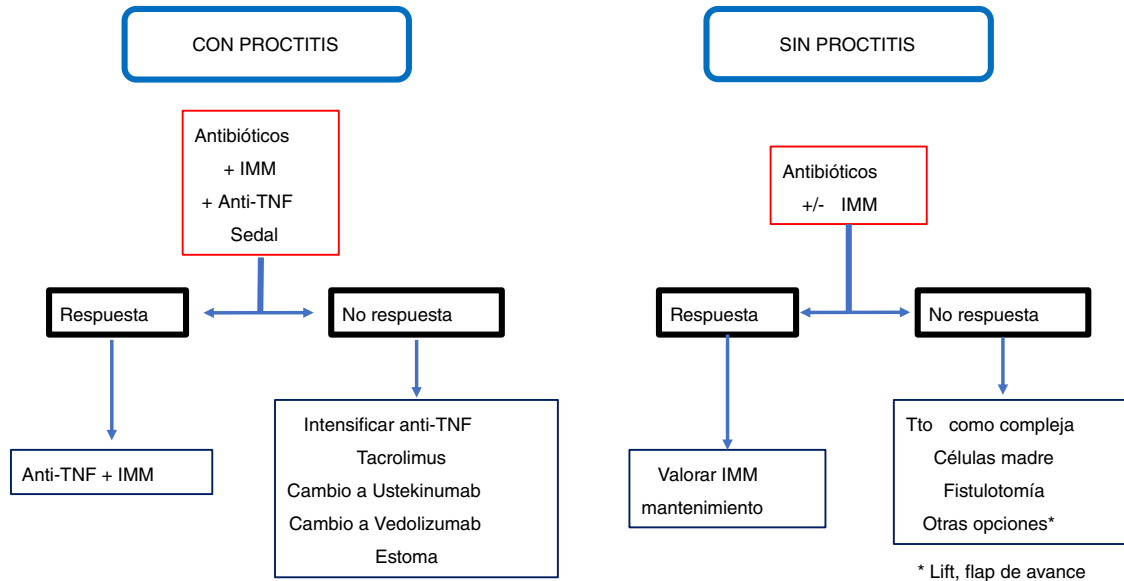 CON PROCTITIS
Antibióticos
+ IMM
+ Anti-TNF
Sedal
Respuesta
No respuesta
Anti-TNF + IMM
Intensificar anti-TNF
Tacrolimus
Cambio a Ustekinumab
Cambio a Vedolizumab
Estoma
SIN PROCTITIS
Antibióticos
+/- IMM
Respuesta
No respuesta
Valorar IMM
mantenimiento
Tto como compleja
Células madre
Fistulotomía
Otras opciones*
* Lift, flap de avance